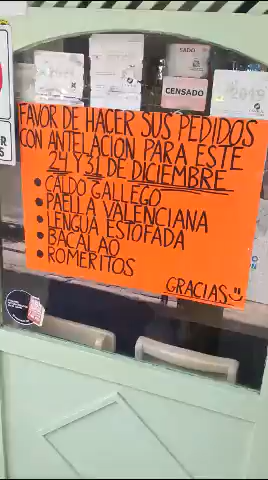 SADO
CENSADO
2019
FAVOR DE HACER SUS PEDIDOS
CON ANTELACION PARA ESTE
24 Y 31 DE DICIEMBRE
• CALDO GALLEGO
• PAELLA VALENCIANA
• LENGUA ESTOFADA
• BACALAO
• ROMERITOS
GRACIAS